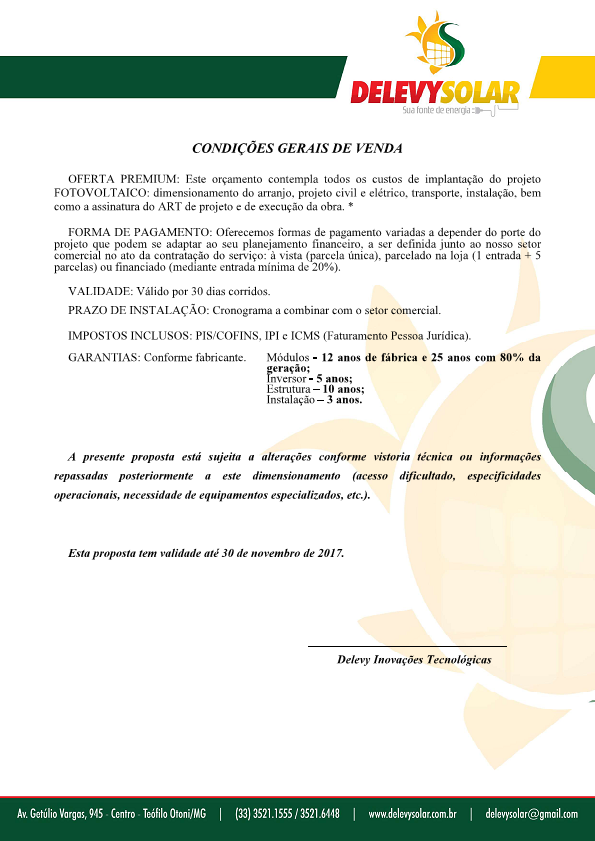 DELEVYSOLAR
Sua fonte de energia
CONDIÇÕES GERAIS DE VENDA
OFERTA PREMIUM: Este orçamento contempla todos os custos de implantação do projeto
FOTOVOLTAICO: dimensionamento do arranjo, projeto civil e elétrico, transporte, instalação, bem
como a assinatura do ART de projeto e de execução da obra. *
FORMA DE PAGAMENTO: Oferecemos formas de pagamento variadas a depender do porte do
projeto que podem se adaptar ao seu planejamento financeiro, a ser definida junto ao nosso setor
comercial no ato da contratação do serviço: à vista (parcela única), parcelado na loja (1 entrada + 5
parcelas) ou financiado (mediante entrada mínima de 20%).
VALIDADE: Válido por 30 dias corridos.
PRAZO DE INSTALAÇÃO: Cronograma a combinar com o setor comercial.
IMPOSTOS INCLUSOS: PIS/COFINS, IPI e ICMS (Faturamento Pessoa Jurídica).
GARANTIAS: Conforme fabricante. Módulos - 12 anos de fábrica e 25 anos com 80% da
geração;
Inversor - 5 anos;
Estrutura – 10 anos;
Instalação – 3 anos.
A presente proposta está sujeita a alterações conforme vistoria técnica ou informações
repassadas posteriormente a este dimensionamento (acesso dificultado, especificidades
operacionais, necessidade de equipamentos especializados, etc.).
Esta proposta tem validade até 30 de novembro de 2017.
Delevy Inovações Tecnológicas
Av. Getúlio Vargas, 945 - Centro - Teófilo Otoni/MG | (33) 3521.1555 / 3521.6448 | www.delevysolar.com.br | delevysolar@gmail.com